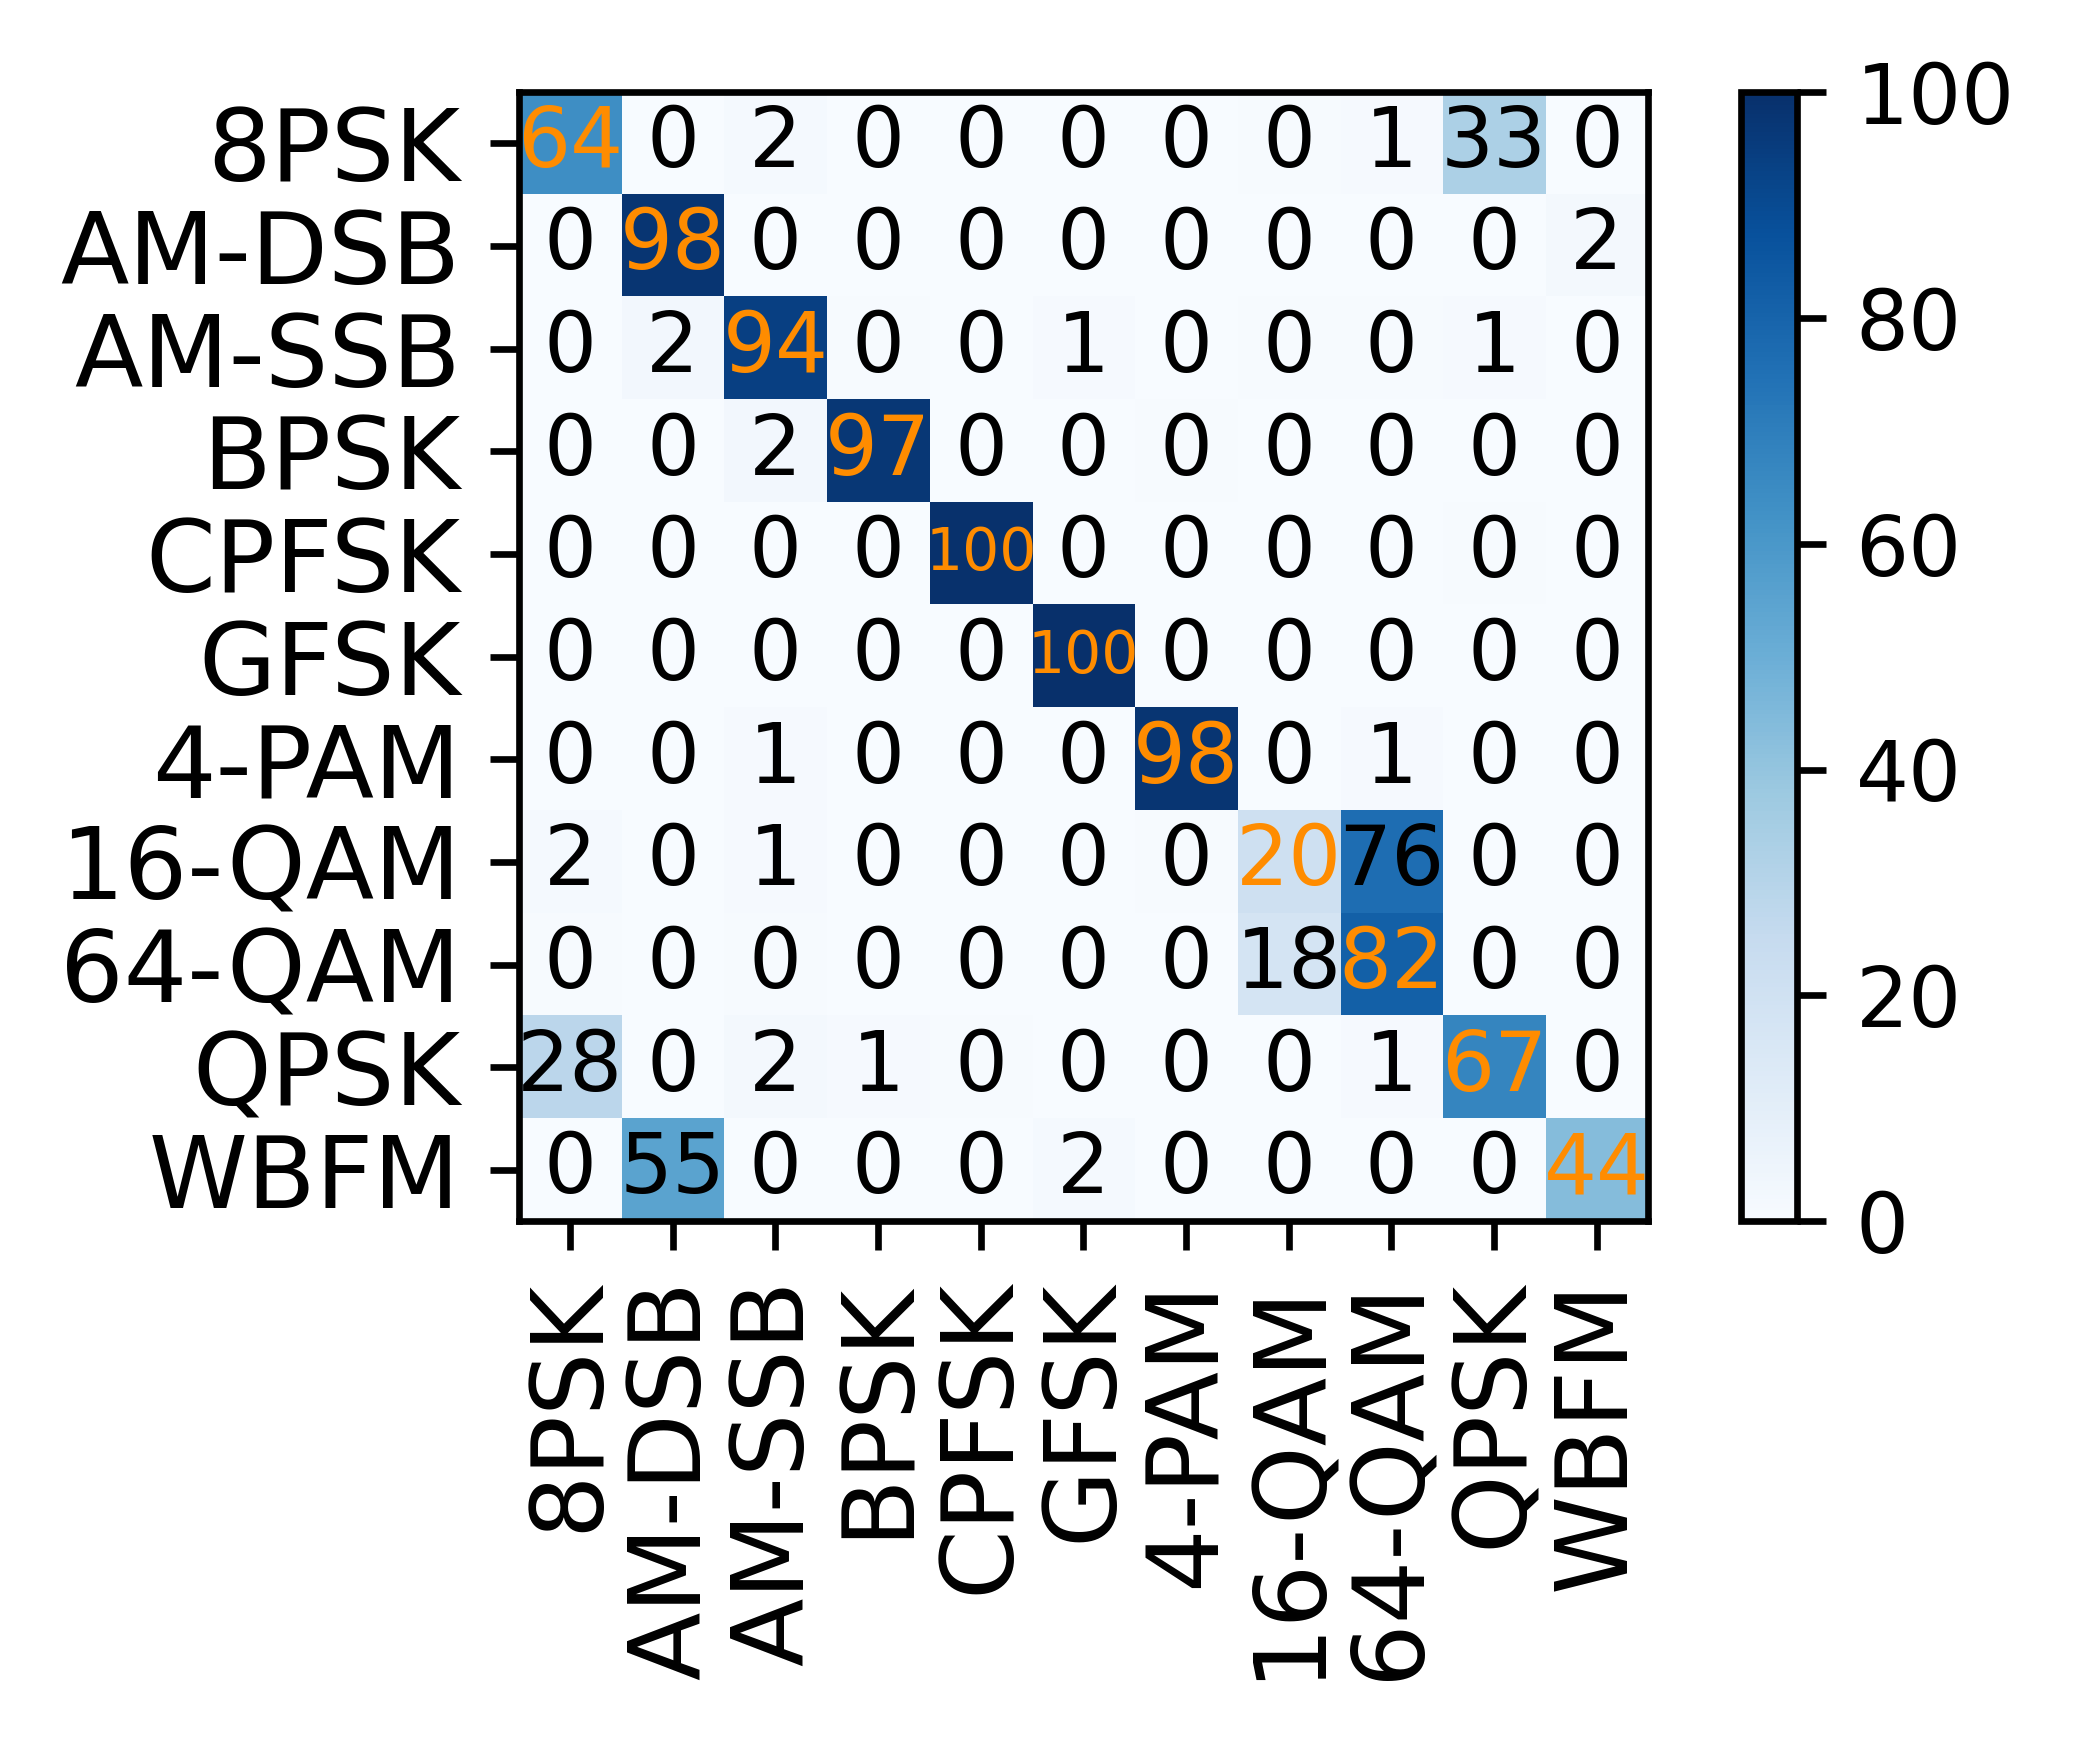 8PSK 64 0 2 0 0 0 0 0 1 33 0
AM-DSB 0 98 0 0 0 0 0 0 0 0 2
AM-SSB 0 2 94 0 0 1 0 0 0 1 0
BPSK 0 0 2 97 0 0 0 0 0 0 0
CPFSK 0 0 0 0 100 0 0 0 0 0 0
GFSK 0 0 0 0 0 100 0 0 0 0 0
4-PAM 0 0 1 0 0 0 98 0 1 0 0
16-QAM 2 0 1 0 0 0 0 20 76 0 0
64-QAM 0 0 0 0 0 0 0 18 82 0 0
QPSK 28 0 2 1 0 0 0 0 1 67 0
WBFM 0 55 0 0 0 2 0 0 0 0 44
8PSK
AM-DSB
AM-SSB
BPSK
CPFSK
GFSK
4-PAM
16-QAM
64-QAM
QPSK
WBFM
100
80
60
40
20
0